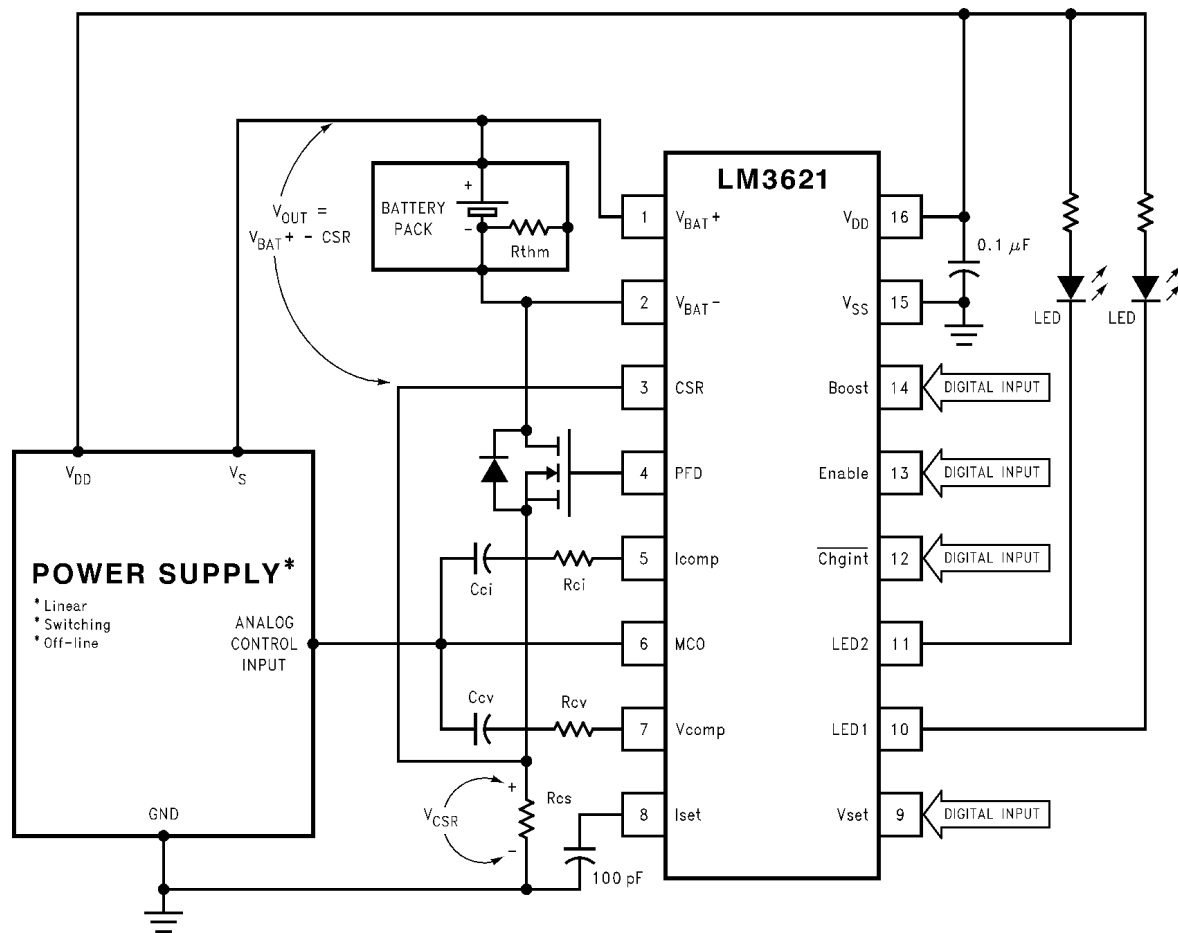 LM3621
V_OUT =
V_BAT+ - CSR
+
BATTERY
PACK
-
Rthm
1
V_BAT+
V_DD
16
0.1 μF
2
V_BAT-
V_SS
15
LED
LED
3
CSR
Boost
14
DIGITAL INPUT
V_DD
V_S
4
PFD
Enable
13
DIGITAL INPUT
5
Icomp
C̅h̅g̅i̅n̅t̅
12
DIGITAL INPUT
Cci
Rci
POWER SUPPLY*
* Linear
* Switching
* Off-line
ANALOG
CONTROL
INPUT
6
MCO
LED2
11
Ccv
Rcv
7
Vcomp
LED1
10
GND
V_CSR
+
-
Rcs
8
Iset
Vset
9
DIGITAL INPUT
100 pF